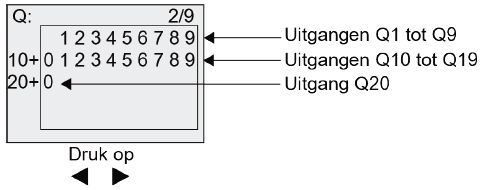 Q: 2/9
1 2 3 4 5 6 7 8 9 Uitgangen Q1 tot Q9
10+ 0 1 2 3 4 5 6 7 8 9 Uitgangen Q10 tot Q19
20+ 0 Uitgang Q20
Druk op